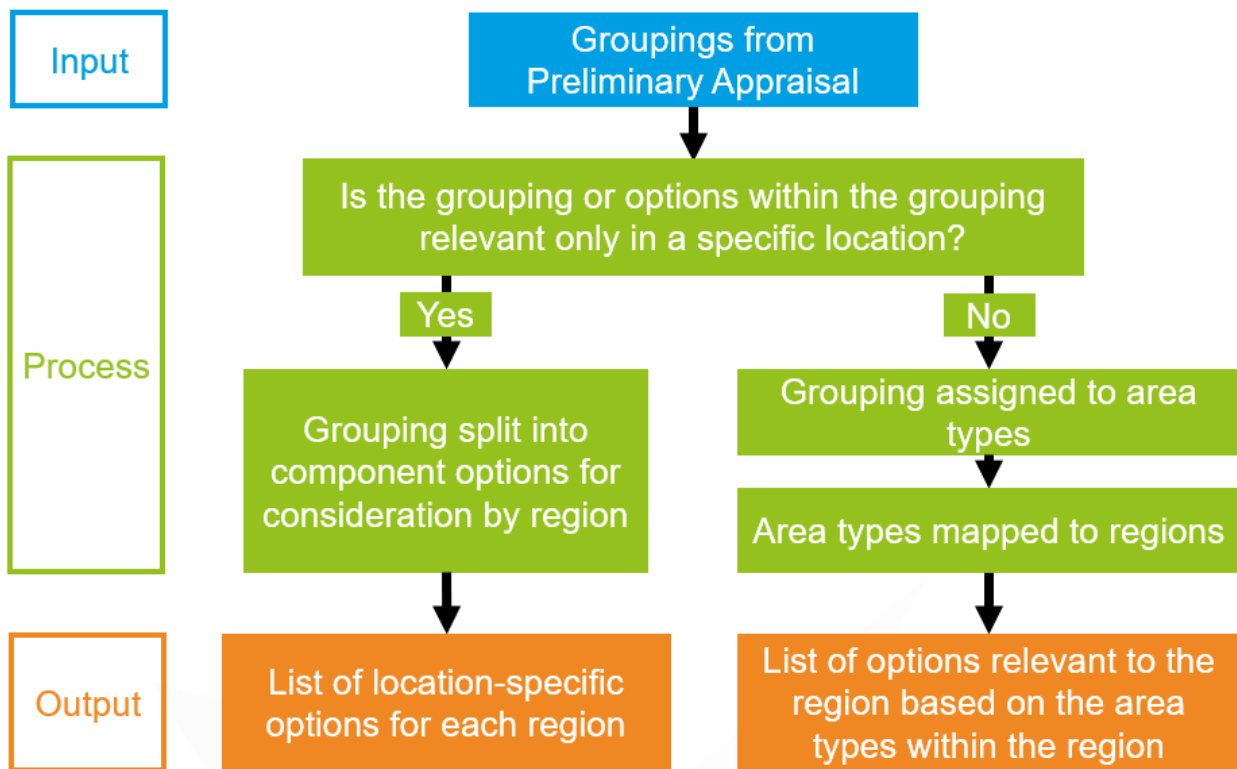 Input
Groupings from
Preliminary Appraisal
Process
Is the grouping or options within the grouping
relevant only in a specific location?
Yes
No
Grouping split into
component options for
consideration by region
Grouping assigned to area
types
Area types mapped to regions
Output
List of location-specific
options for each region
List of options relevant to the
region based on the area
types within the region